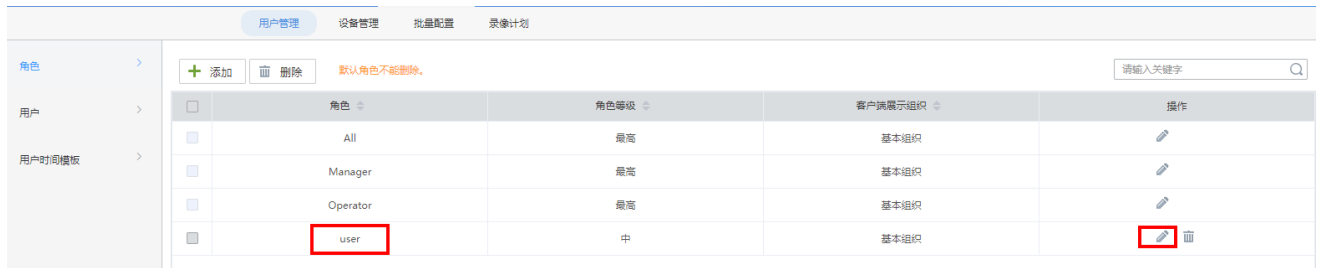 用户管理 设备管理 批量配置 录像计划
角色
用户
用户时间模板
添加 删除 默认角色不能删除。 请输入关键字
角色 角色等级 客户端展示组织 操作
All 最高 基本组织
Manager 最高 基本组织
Operator 最高 基本组织
user 中 基本组织